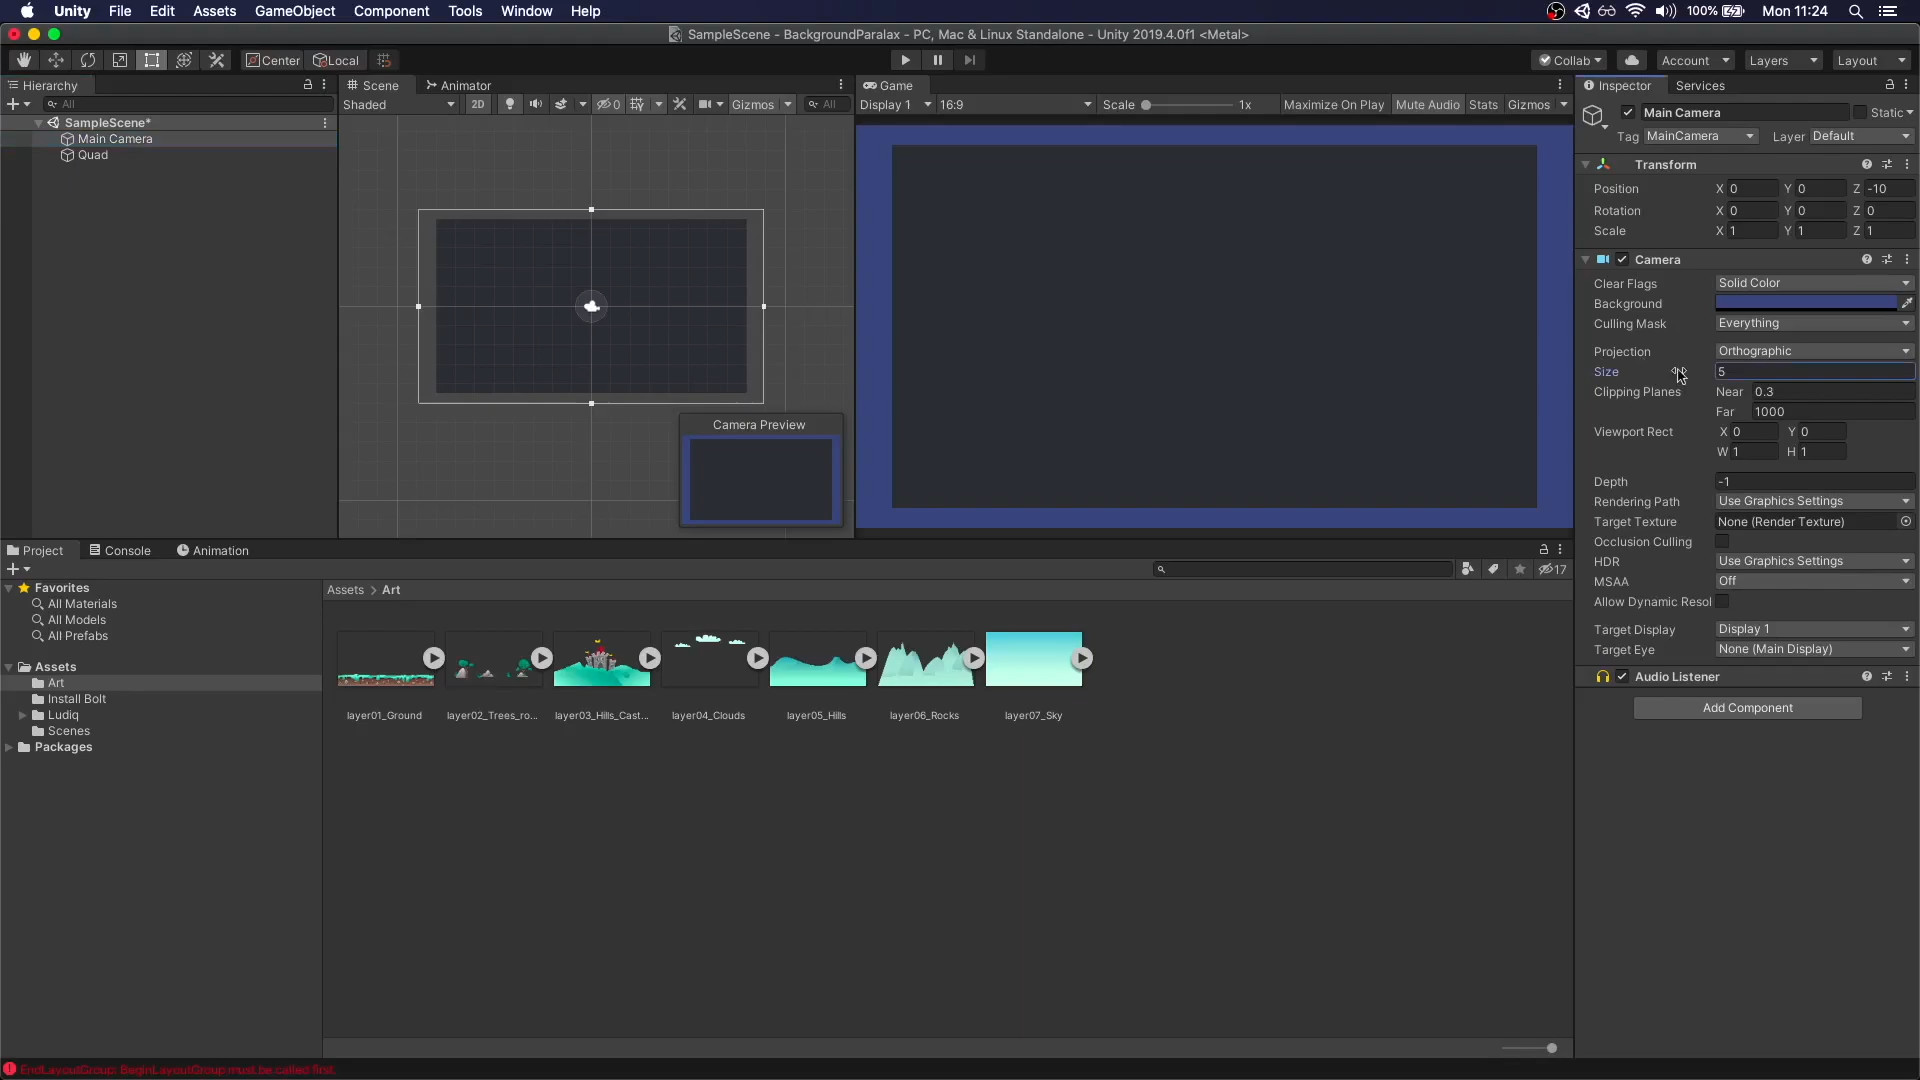 Unity File Edit Assets GameObject Component Tools Window Help
100% Mon 11:24
SampleScene - BackgroundParalax - PC, Mac & Linux Standalone - Unity 2019.4.0f1 <Metal>
Center Local Collab Account Layers Layout
Hierarchy
All
SampleScene*
Main Camera
Quad
Scene Animator
Shaded 2D 0 Gizmos All
Camera Preview
Game
Display 1 16:9 Scale 1x Maximize On Play Mute Audio Stats Gizmos
Inspector Services
Main Camera Static
Tag MainCamera Layer Default
Transform
Position X 0 Y 0 Z -10
Rotation X 0 Y 0 Z 0
Scale X 1 Y 1 Z 1
Camera
Clear Flags Solid Color
Background
Culling Mask Everything
Projection Orthographic
Size 5
Clipping Planes Near 0.3
Far 1000
Viewport Rect X 0 Y 0
W 1 H 1
Depth -1
Rendering Path Use Graphics Settings
Target Texture None (Render Texture)
Occlusion Culling
HDR Use Graphics Settings
MSAA Off
Allow Dynamic Resol
Target Display Display 1
Target Eye None (Main Display)
Audio Listener
Add Component
Project Console Animation
17
Favorites
All Materials
All Models
All Prefabs
Assets
Art
Install Bolt
Ludiq
Scenes
Packages
Assets > Art
layer01_Ground layer02_Trees_ro... layer03_Hills_Cast... layer04_Clouds layer05_Hills layer06_Rocks layer07_Sky
EndLayoutGroup: BeginLayoutGroup must be called first.